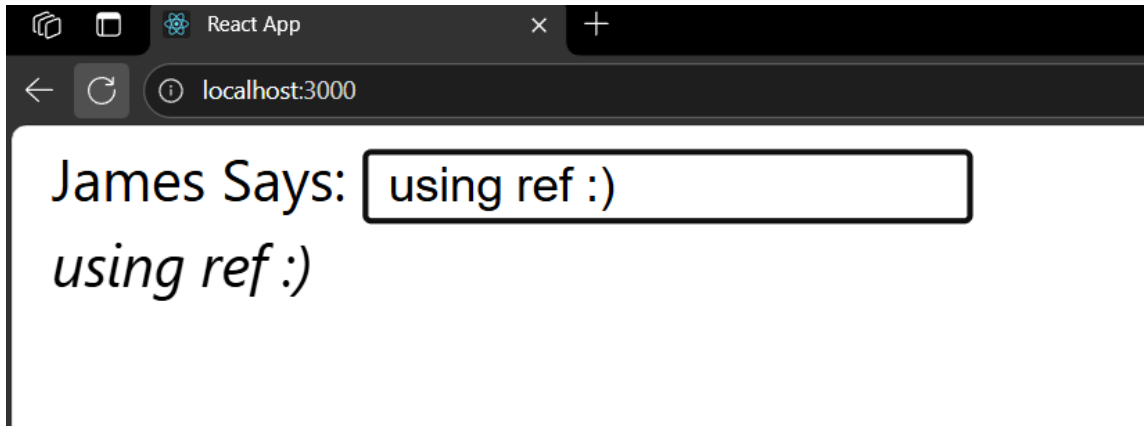 React App
localhost:3000
James Says: using ref :)
using ref :)